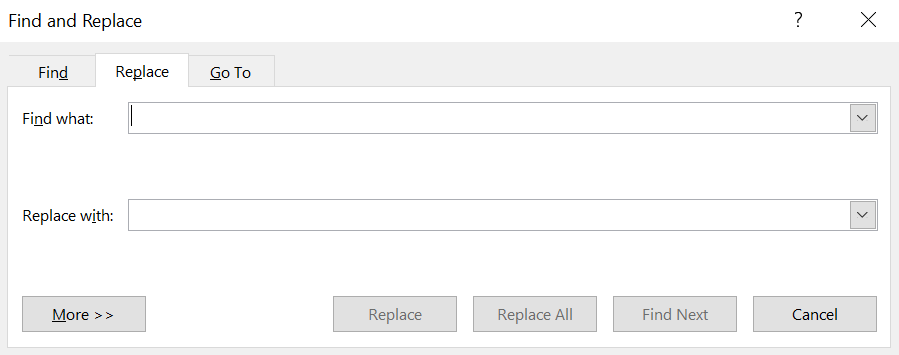 Find and Replace ?
Find Replace Go To
Find what:
Replace with:
More >> Replace Replace All Find Next Cancel